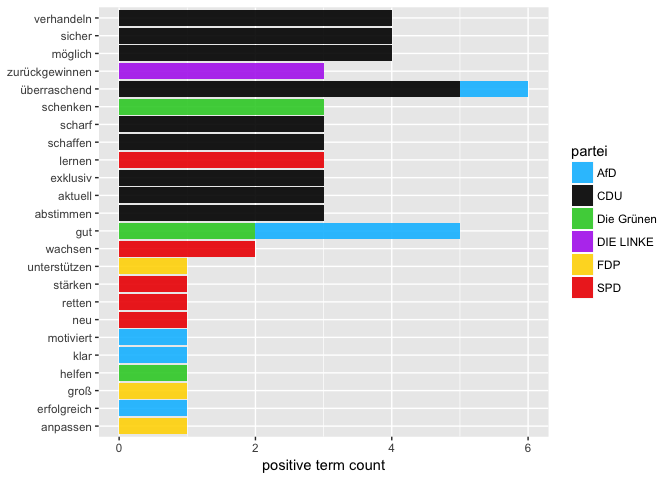 verhandeln
sicher
möglich
zurückgewinnen
überraschend
schenken
scharf
schaffen
lernen
exklusiv
aktuell
abstimmen
gut
wachsen
unterstützen
stärken
retten
neu
motiviert
klar
helfen
groß
erfolgreich
anpassen
0 2 4 6
positive term count
partei
AfD
CDU
Die Grünen
DIE LINKE
FDP
SPD